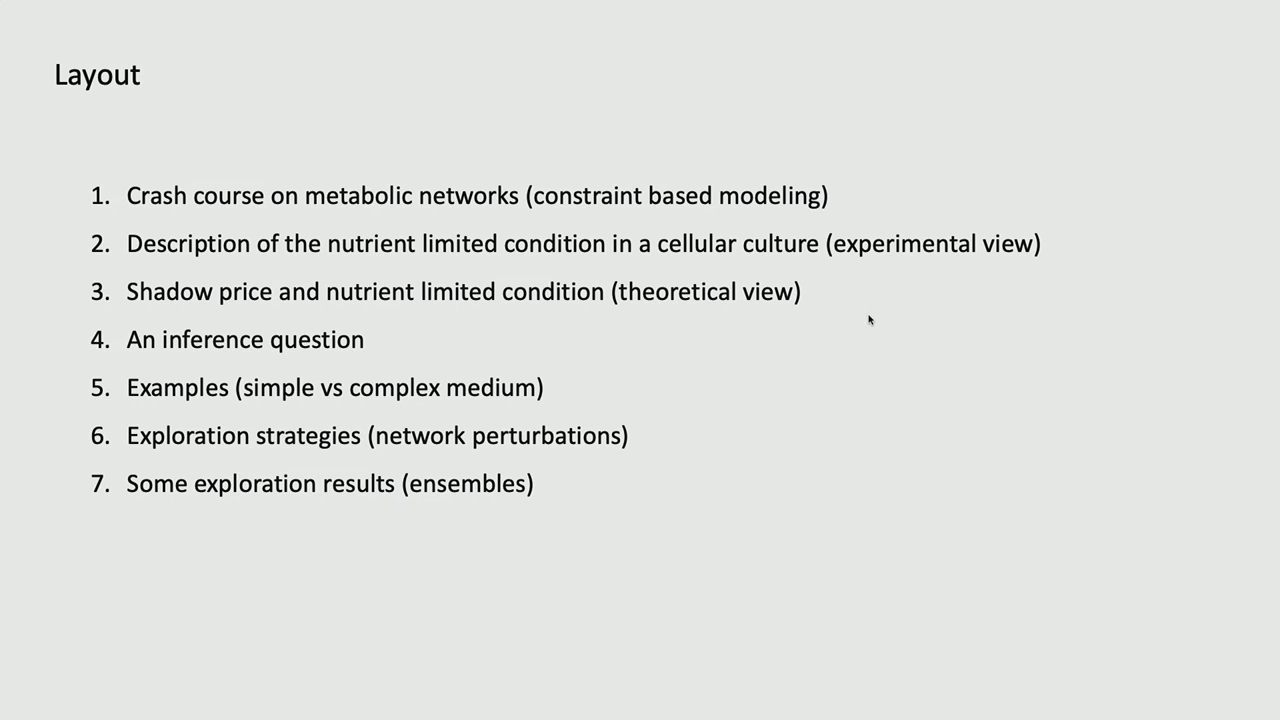 Layout
1. Crash course on metabolic networks (constraint based modeling)
2. Description of the nutrient limited condition in a cellular culture (experimental view)
3. Shadow price and nutrient limited condition (theoretical view)
4. An inference question
5. Examples (simple vs complex medium)
6. Exploration strategies (network perturbations)
7. Some exploration results (ensembles)